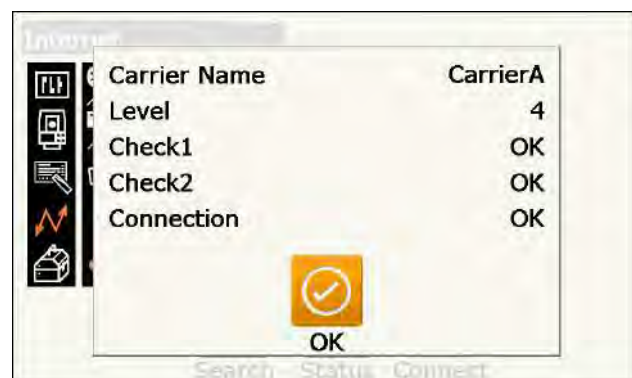 Internet
Carrier Name CarrierA
Level 4
Check1 OK
Check2 OK
Connection OK
OK
Search Status Connect